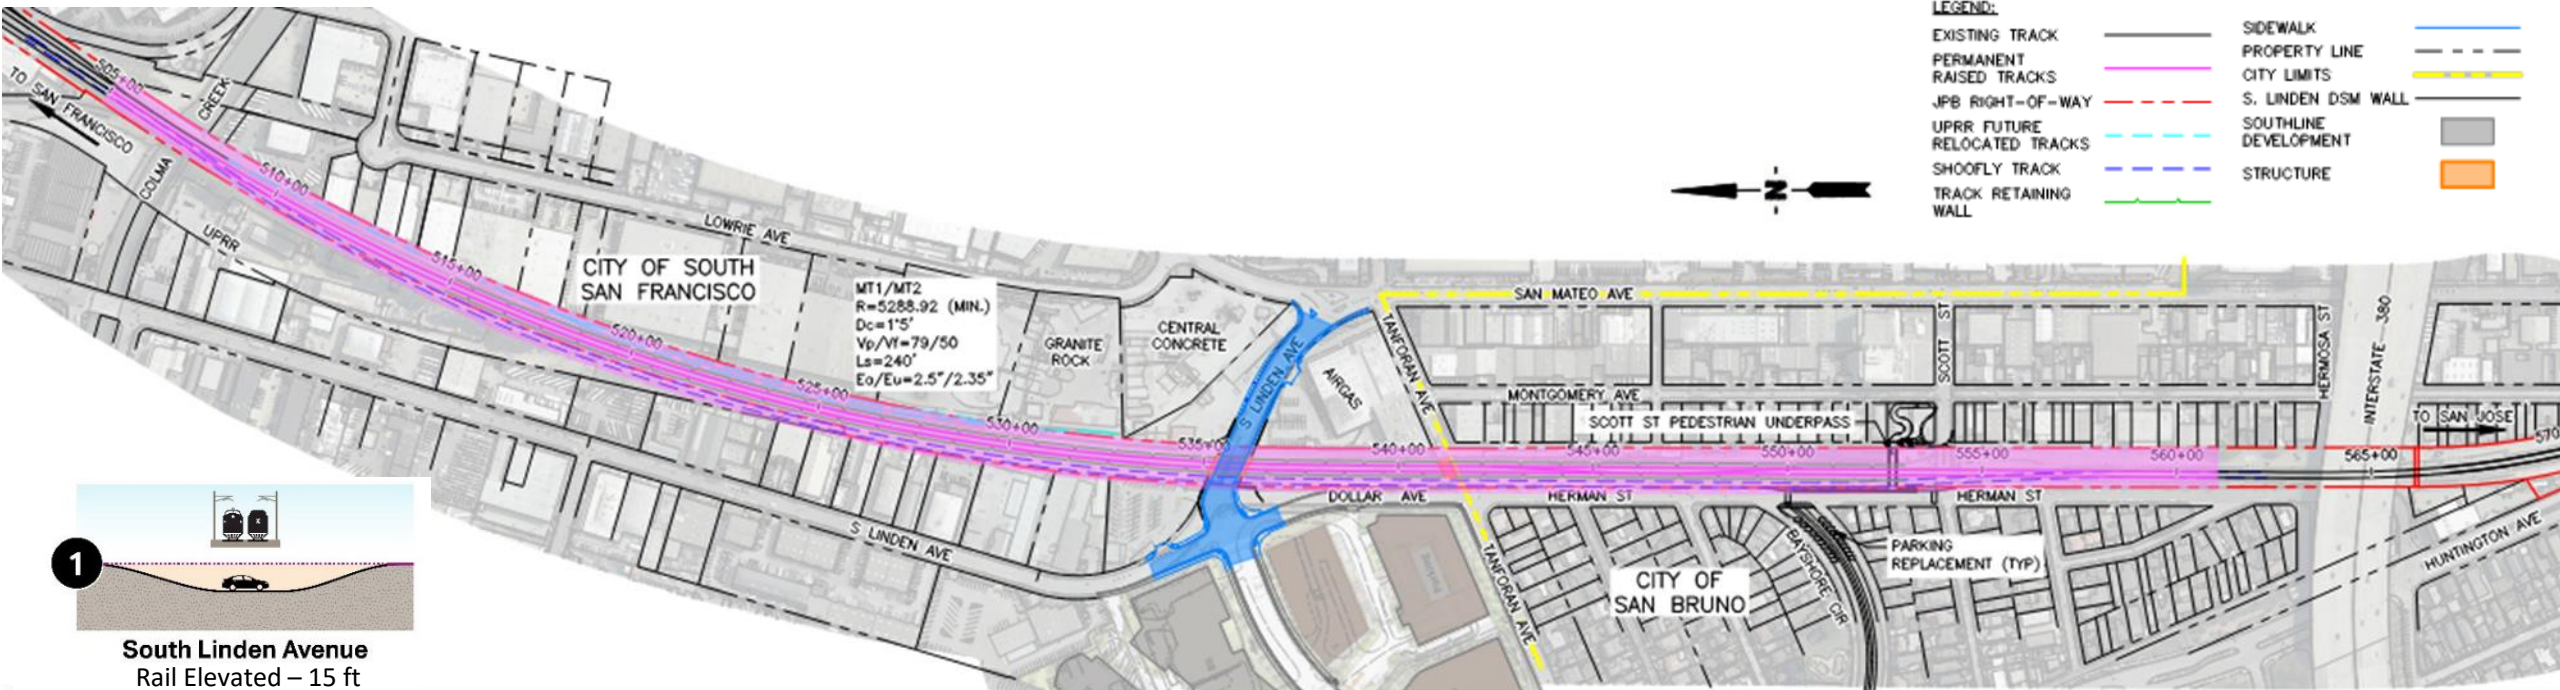 LEGEND:
EXISTING TRACK
PERMANENT
RAISED TRACKS
JPB RIGHT-OF-WAY
UPRR FUTURE
RELOCATED TRACKS
SHOOFLY TRACK
TRACK RETAINING
WALL
SIDEWALK
PROPERTY LINE
CITY LIMITS
S. LINDEN DSM WALL
SOUTHLINE
DEVELOPMENT
STRUCTURE
N
TO SAN FRANCISCO
505+00
CREEK
COLMA
510+00
UPRR
515+00
LOWRIE AVE
CITY OF SOUTH
SAN FRANCISCO
520+00
MT1/MT2
R=5288.92 (MIN.)
Dc=1°5'
Vp/Vf=79/50
Ls=240'
Ea/Eu=2.5"/2.35"
525+00
GRANITE
ROCK
CENTRAL
CONCRETE
530+00
535+00
S LINDEN AVE
AIRGAS
S LINDEN AVE
SAN MATEO AVE
TANFORAN AVE
MONTGOMERY AVE
SCOTT ST
SCOTT ST PEDESTRIAN UNDERPASS
HERMOSA ST
INTERSTATE 380
TO SAN JOSE
540+00
545+00
550+00
555+00
560+00
565+00
570
DOLLAR AVE
HERMAN ST
HERMAN ST
TANFORAN AVE
CITY OF
SAN BRUNO
BAYSHORE CIR
PARKING
REPLACEMENT (TYP)
HUNTINGTON AVE
1
South Linden Avenue
Rail Elevated – 15 ft